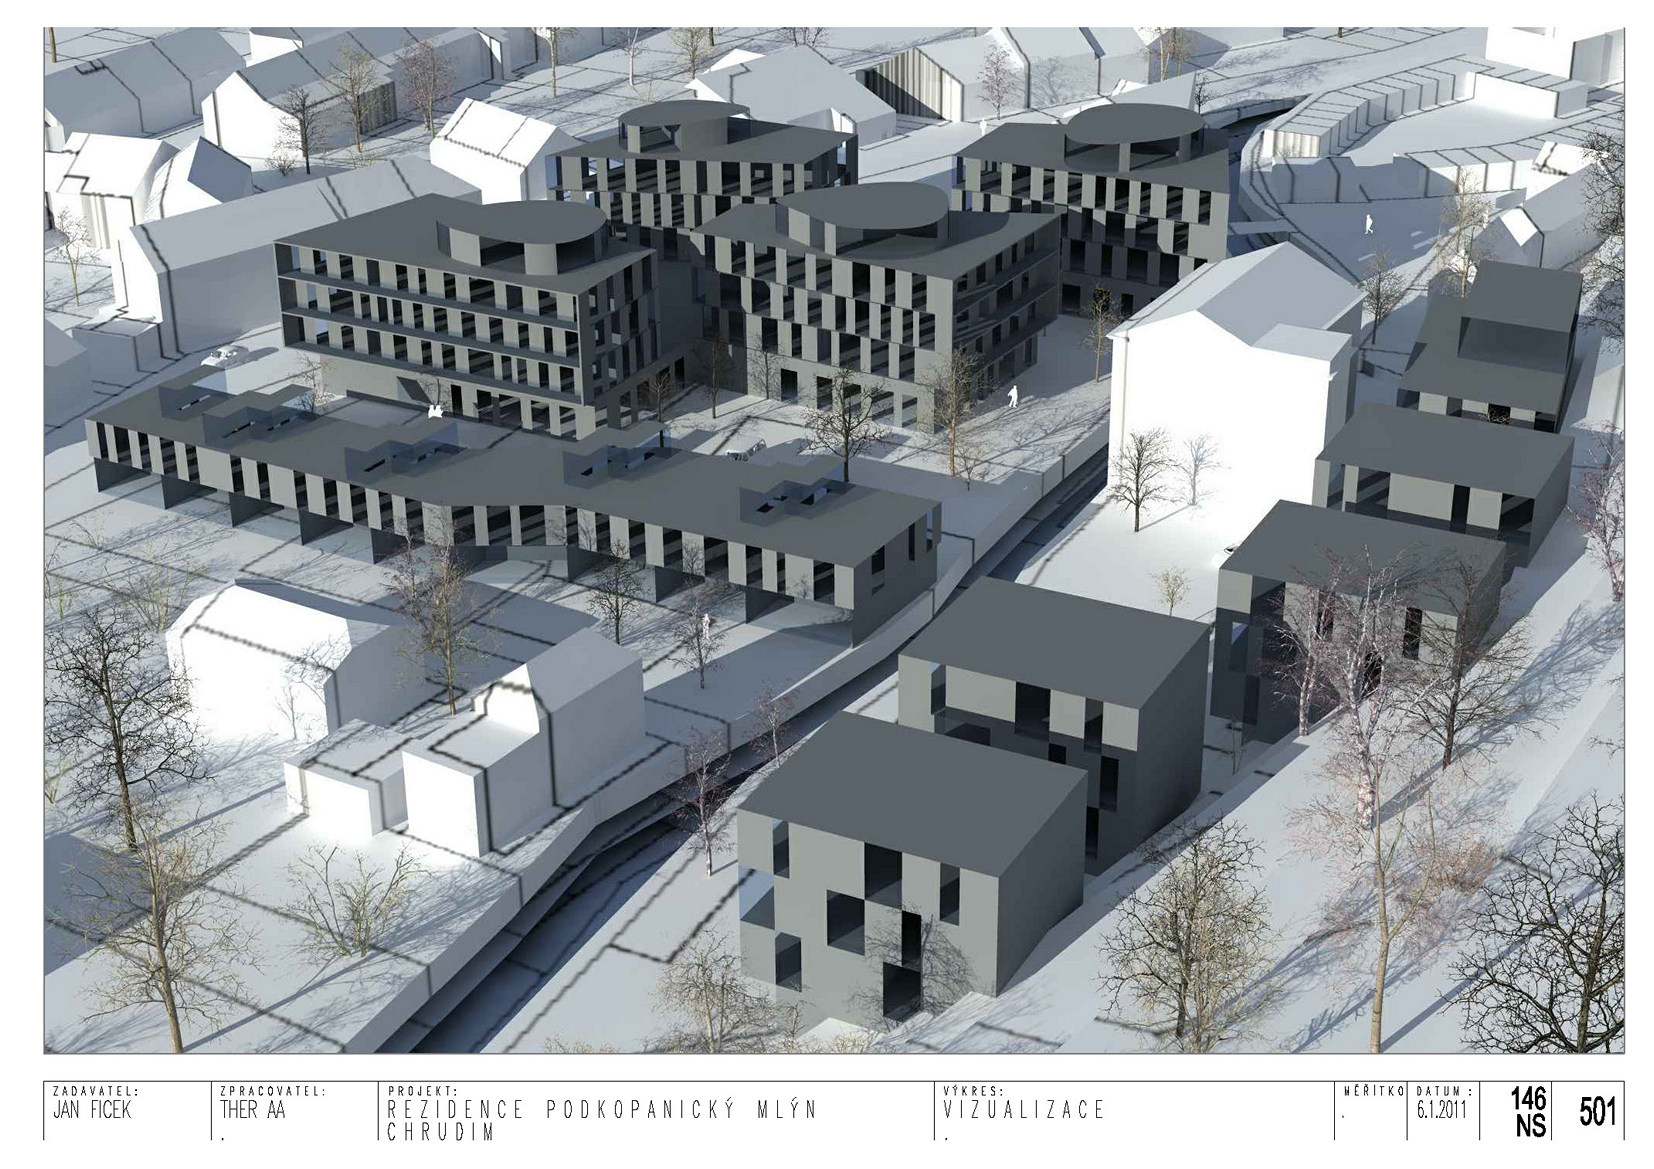 ZADAVATEL:
JAN FICEK
ZPRACOVATEL:
THER AA
.
PROJEKT:
REZIDENCE PODKOPANICKÝ MLÝN
CHRUDIM
VÝKRES:
VIZUALIZACE
.
MĚŘÍTKO
.
DATUM :
6.1.2011
146
NS
501